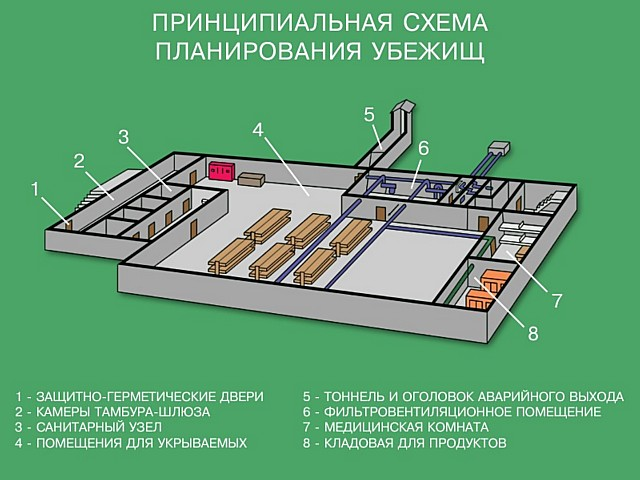 ПРИНЦИПИАЛЬНАЯ СХЕМА
ПЛАНИРОВАНИЯ УБЕЖИЩ
1
2
3
4
5
6
7
8
1 - ЗАЩИТНО-ГЕРМЕТИЧЕСКИЕ ДВЕРИ
2 - КАМЕРЫ ТАМБУРА-ШЛЮЗА
3 - САНИТАРНЫЙ УЗЕЛ
4 - ПОМЕЩЕНИЯ ДЛЯ УКРЫВАЕМЫХ
5 - ТОННЕЛЬ И ОГОЛОВОК АВАРИЙНОГО ВЫХОДА
6 - ФИЛЬТРОВЕНТИЛЯЦИОННОЕ ПОМЕЩЕНИЕ
7 - МЕДИЦИНСКАЯ КОМНАТА
8 - КЛАДОВАЯ ДЛЯ ПРОДУКТОВ